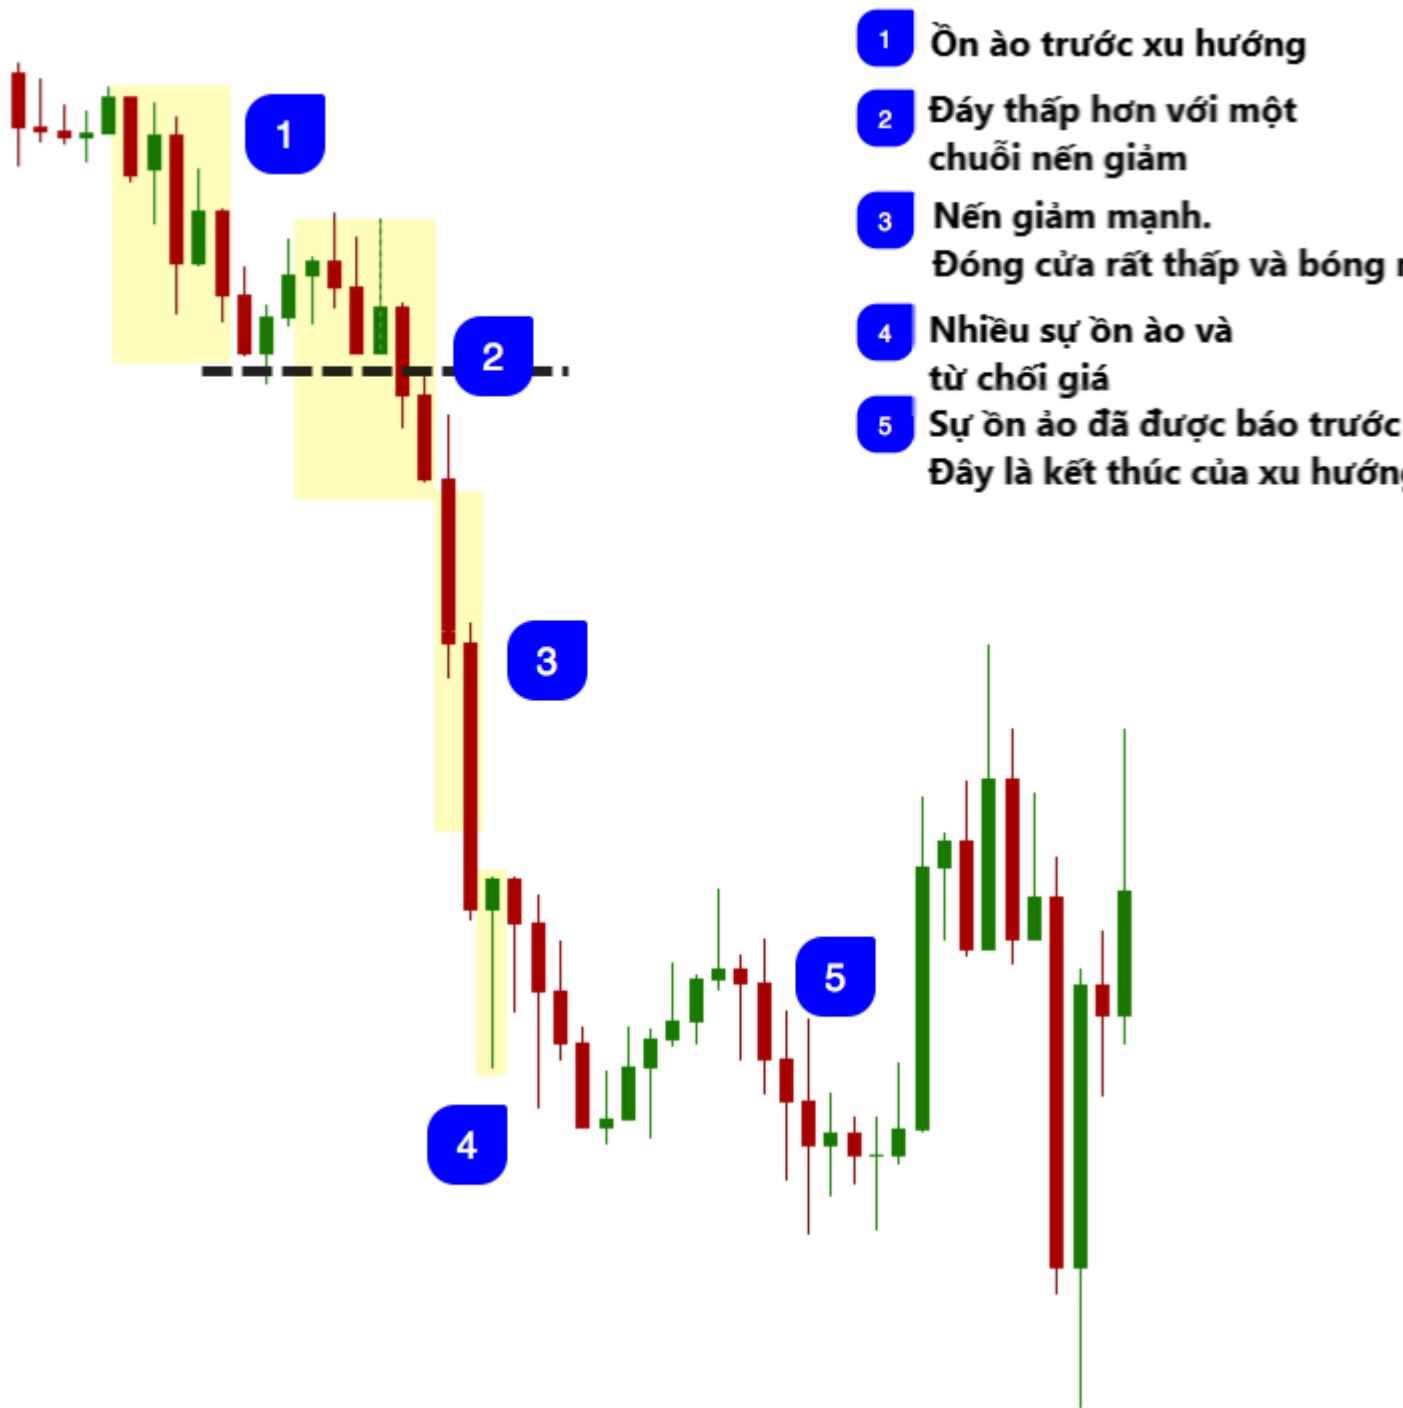 1 Ồn ào trước xu hướng
2 Đáy thấp hơn với một
chuỗi nến giảm
3 Nến giảm mạnh.
Đóng cửa rất thấp và bóng
4 Nhiều sự ồn ào và
từ chối giá
5 Sự ồn ảo đã được báo trước
Đây là kết thúc của xu hướng
1
2
3
5
4